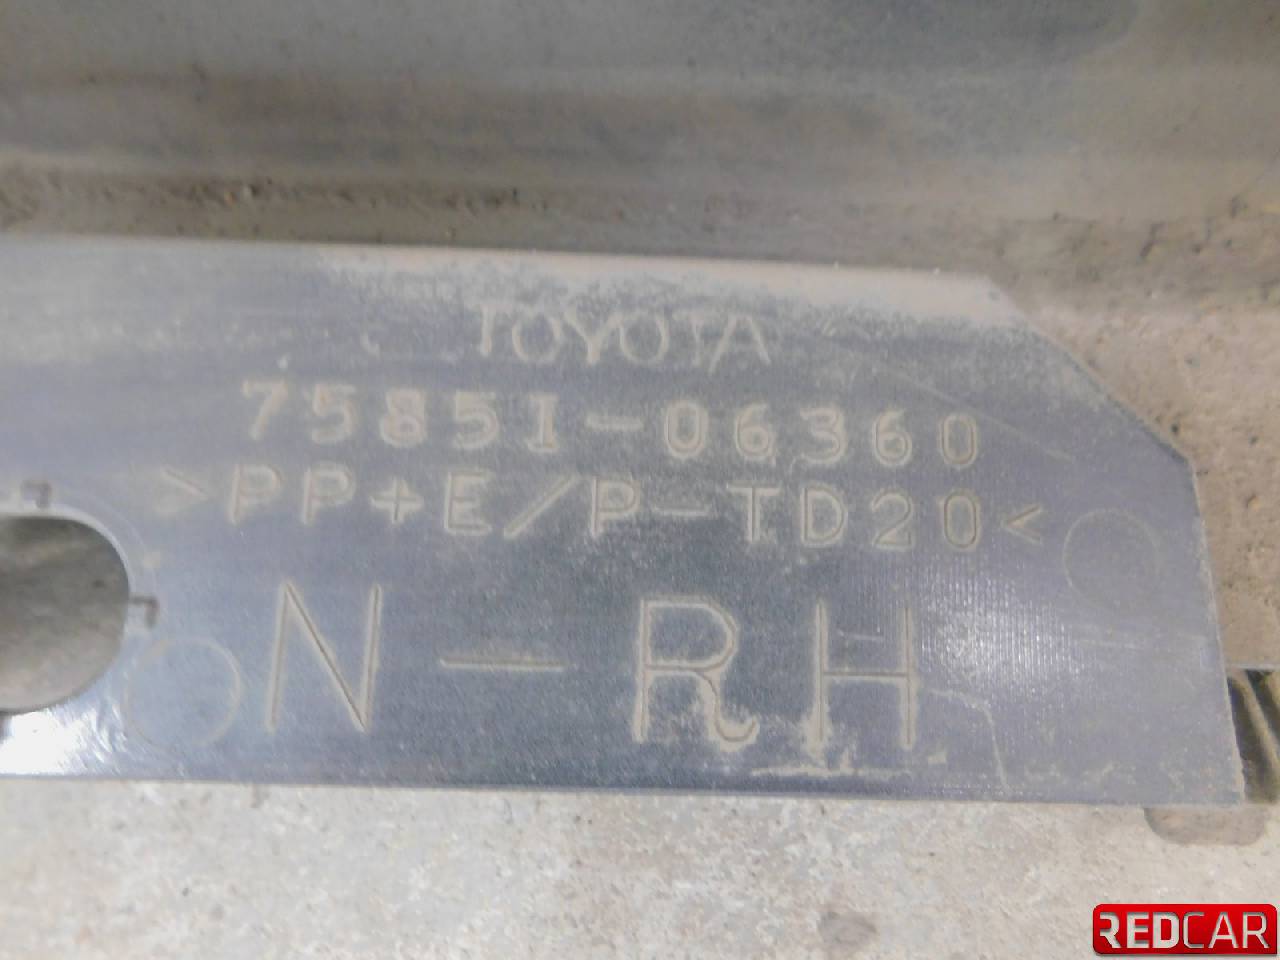 TOYOTA
75851-06360
>PP+E/P-TD20<
N-RH
REDCAR